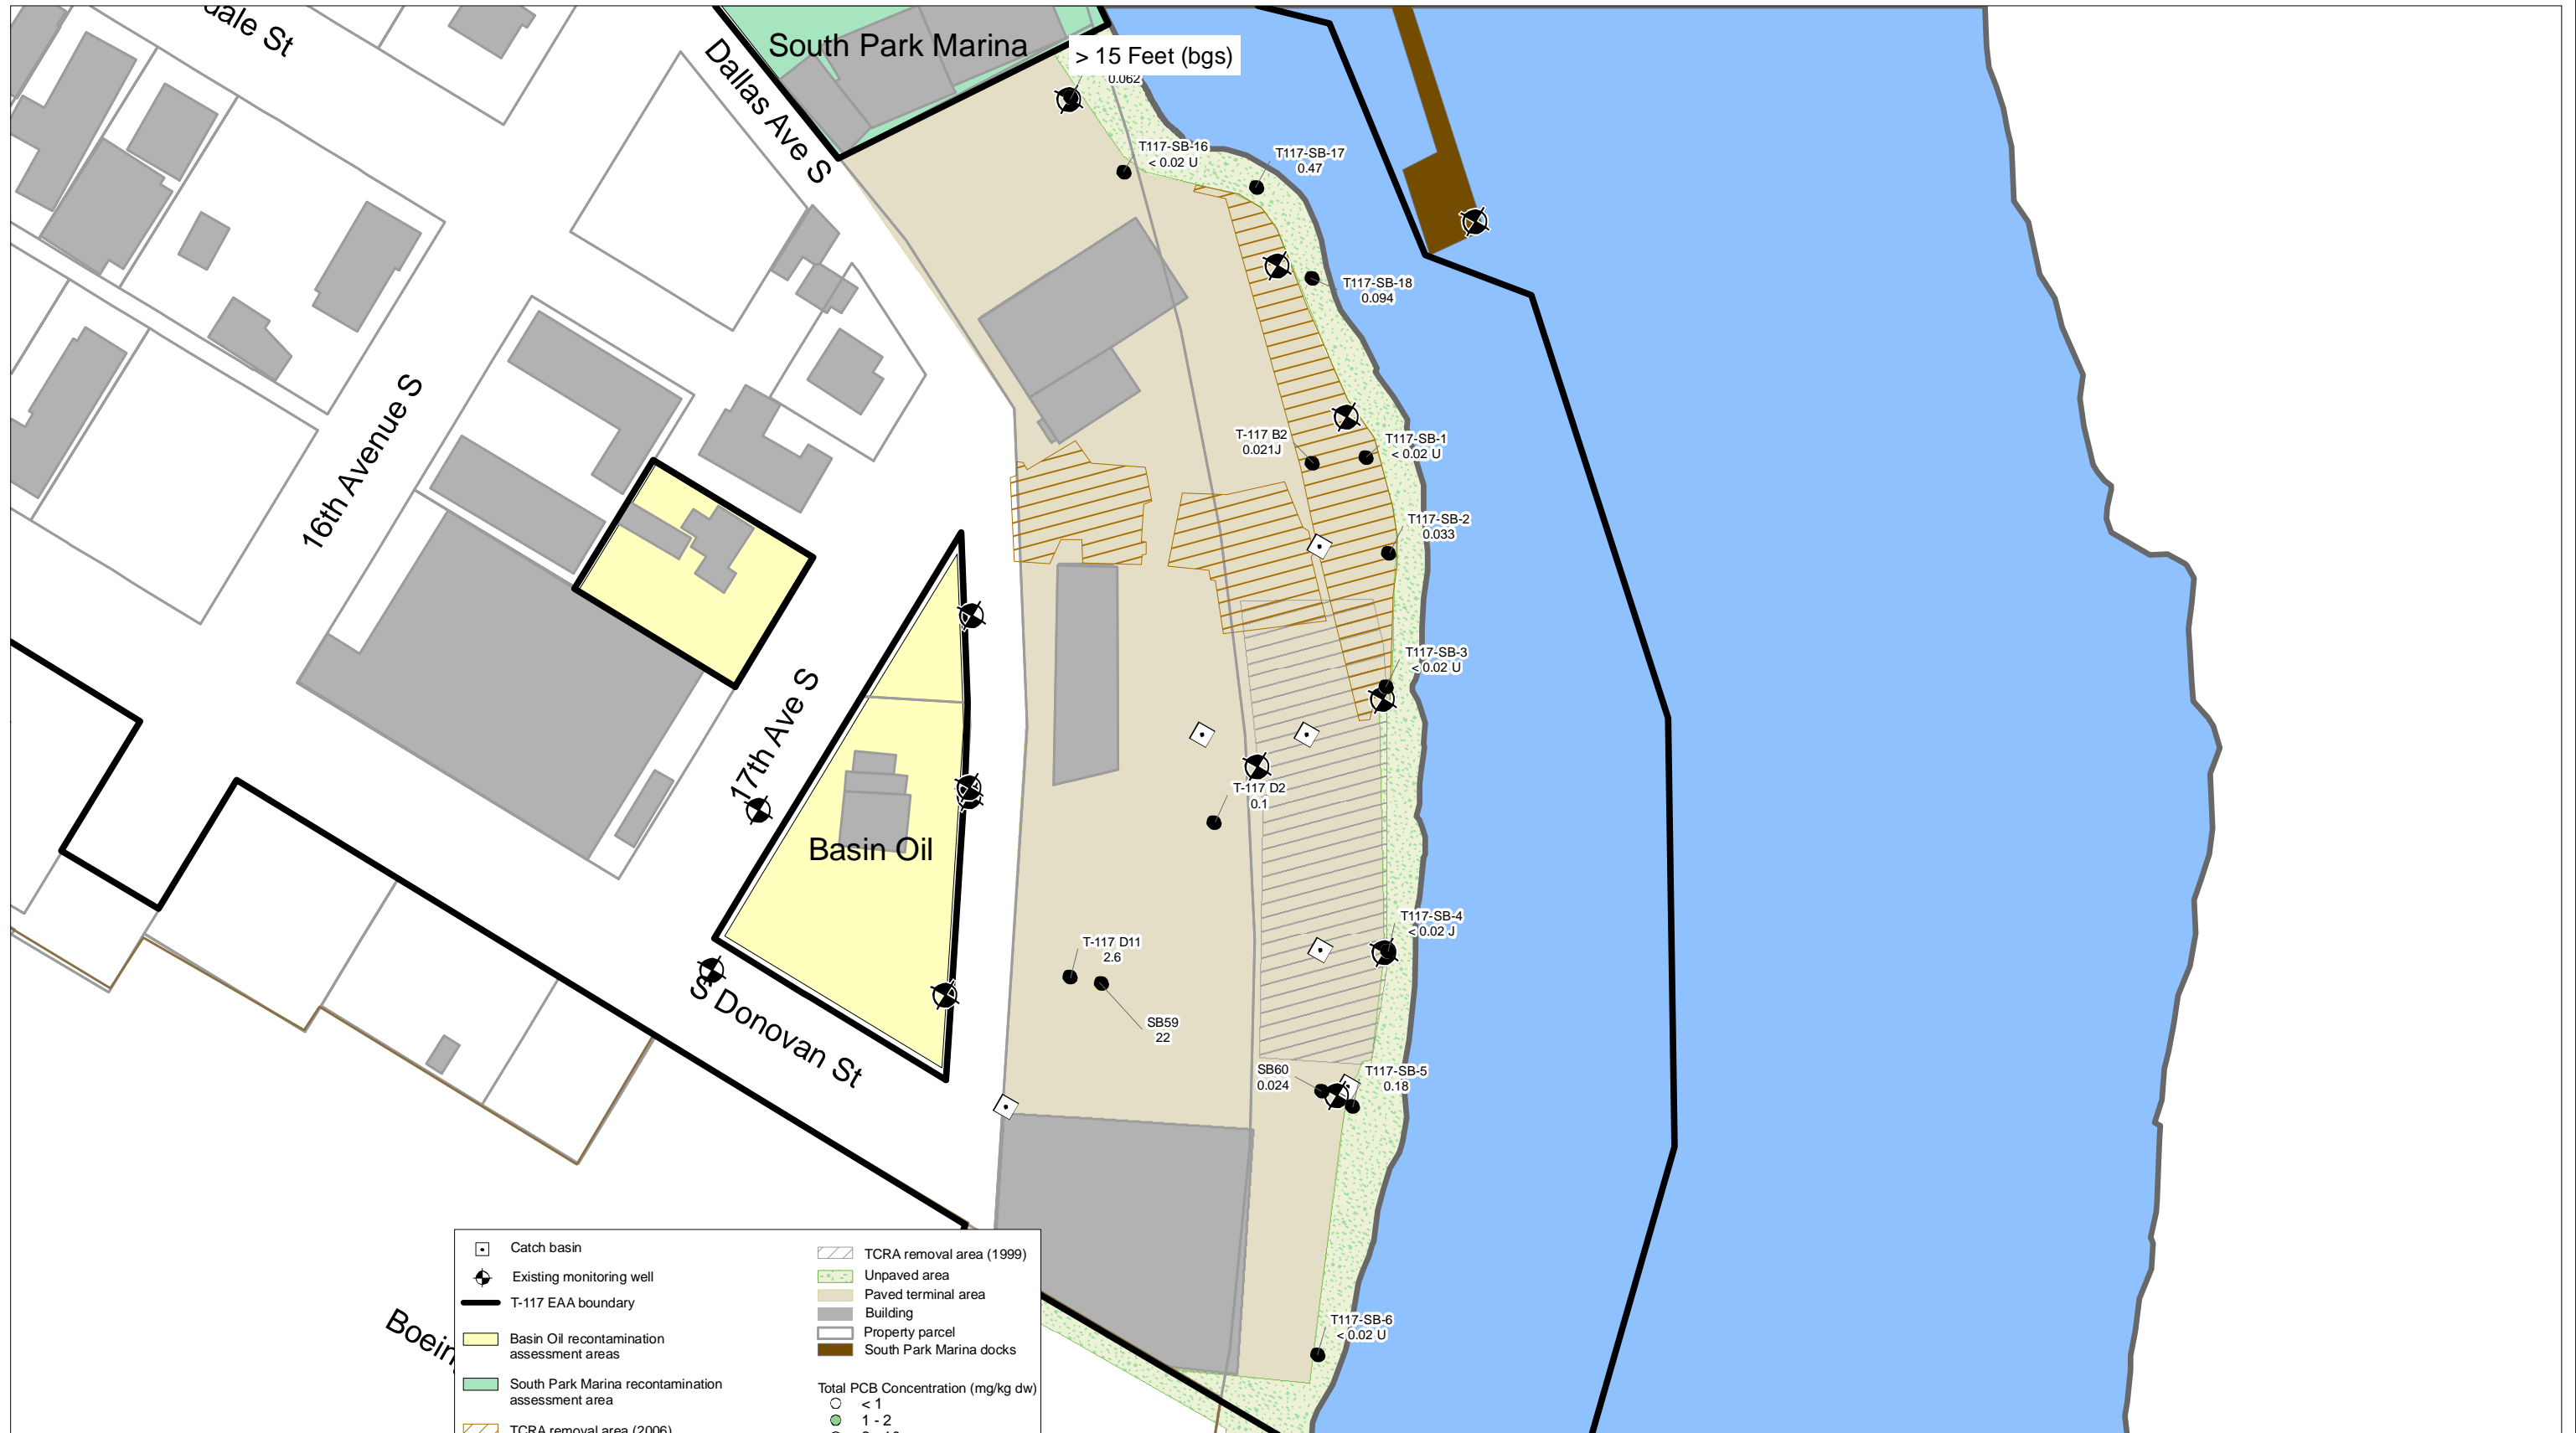 South Park Marina
> 15 Feet (bgs)
0.062
Dallas Ave S
T117-SB-16
< 0.02 U
T117-SB-17
0.47
T117-SB-18
0.094
16th Avenue S
T-117 B2
0.021J
T117-SB-1
< 0.02 U
T117-SB-2
0.033
T117-SB-3
< 0.02 U
17th Ave S
T-117 D2
0.1
Basin Oil
T117-SB-4
< 0.02 J
T-117 D11
2.6
S Donovan St
SB59
22
SB60
0.024
T117-SB-5
0.18
T117-SB-6
< 0.02 U
Catch basin
Existing monitoring well
T-117 EAA boundary
Basin Oil recontamination
assessment areas
South Park Marina recontamination
assessment area
TCRA removal area (2006)
TCRA removal area (1999)
Unpaved area
Paved terminal area
Building
Property parcel
South Park Marina docks
Total PCB Concentration (mg/kg dw)
< 1
1 - 2